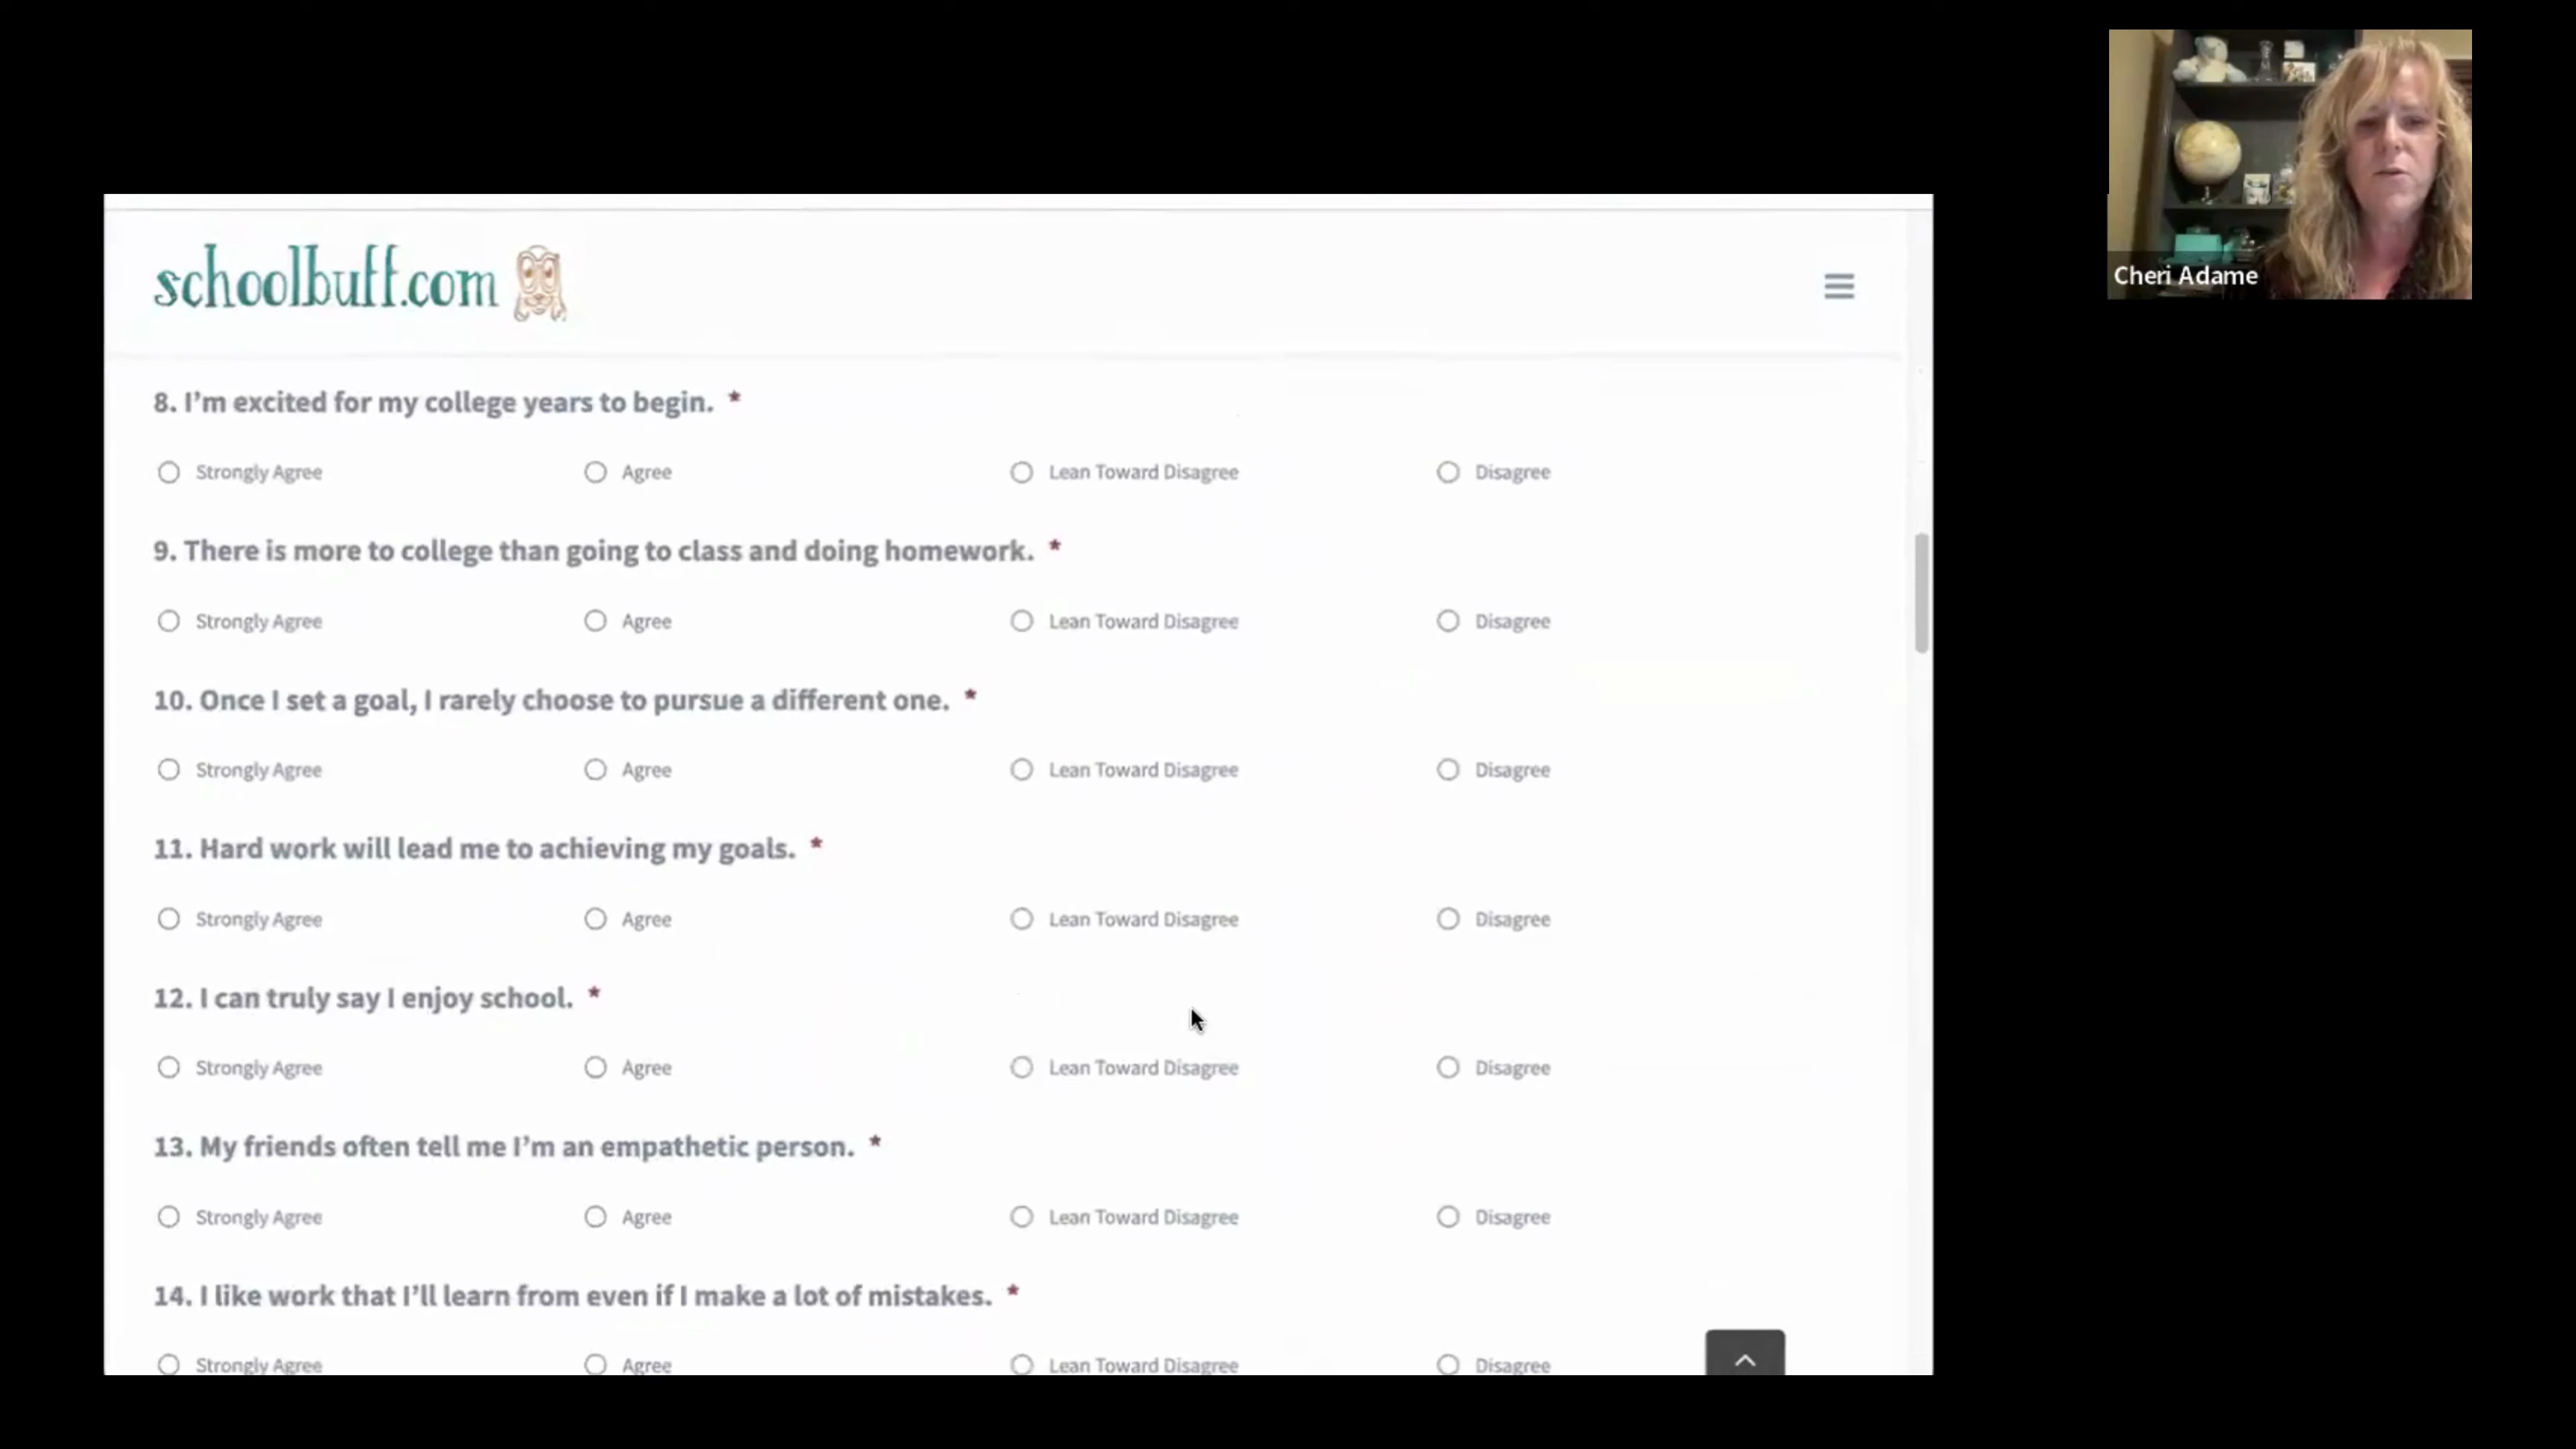 schoolbuff.com
Cheri Adame
8. I'm excited for my college years to begin. *
Strongly Agree Agree Lean Toward Disagree Disagree
9. There is more to college than going to class and doing homework. *
Strongly Agree Agree Lean Toward Disagree Disagree
10. Once I set a goal, I rarely choose to pursue a different one. *
Strongly Agree Agree Lean Toward Disagree Disagree
11. Hard work will lead me to achieving my goals. *
Strongly Agree Agree Lean Toward Disagree Disagree
12. I can truly say I enjoy school. *
Strongly Agree Agree Lean Toward Disagree Disagree
13. My friends often tell me I'm an empathetic person. *
Strongly Agree Agree Lean Toward Disagree Disagree
14. I like work that I'll learn from even if I make a lot of mistakes. *
Strongly Agree Agree Lean Toward Disagree Disagree